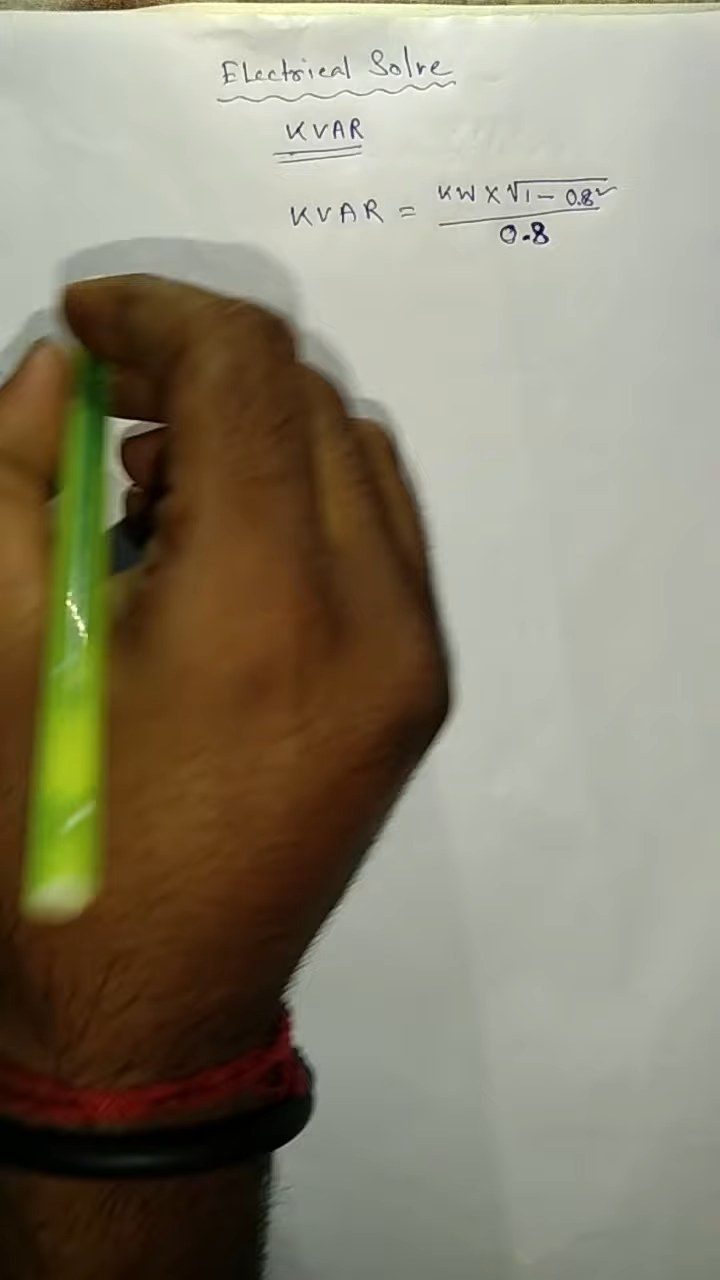 Electrical Solve
KVAR
KVAR = KW X √1 - 0.8² / 0.8